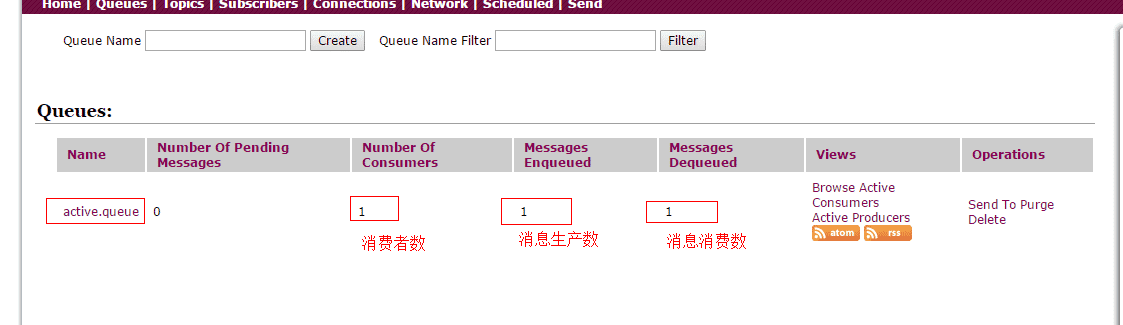 Home | Queues | Topics | Subscribers | Connections | Network | Scheduled | Send
Queue Name Create Queue Name Filter Filter
Queues:
Name Number Of Pending Messages Number Of Consumers Messages Enqueued Messages Dequeued Views Operations
active.queue 0 1 1 1
Browse Active
Consumers
Active Producers
atom rss
Send To Purge
Delete
消费者数 消息生产数 消息消费数